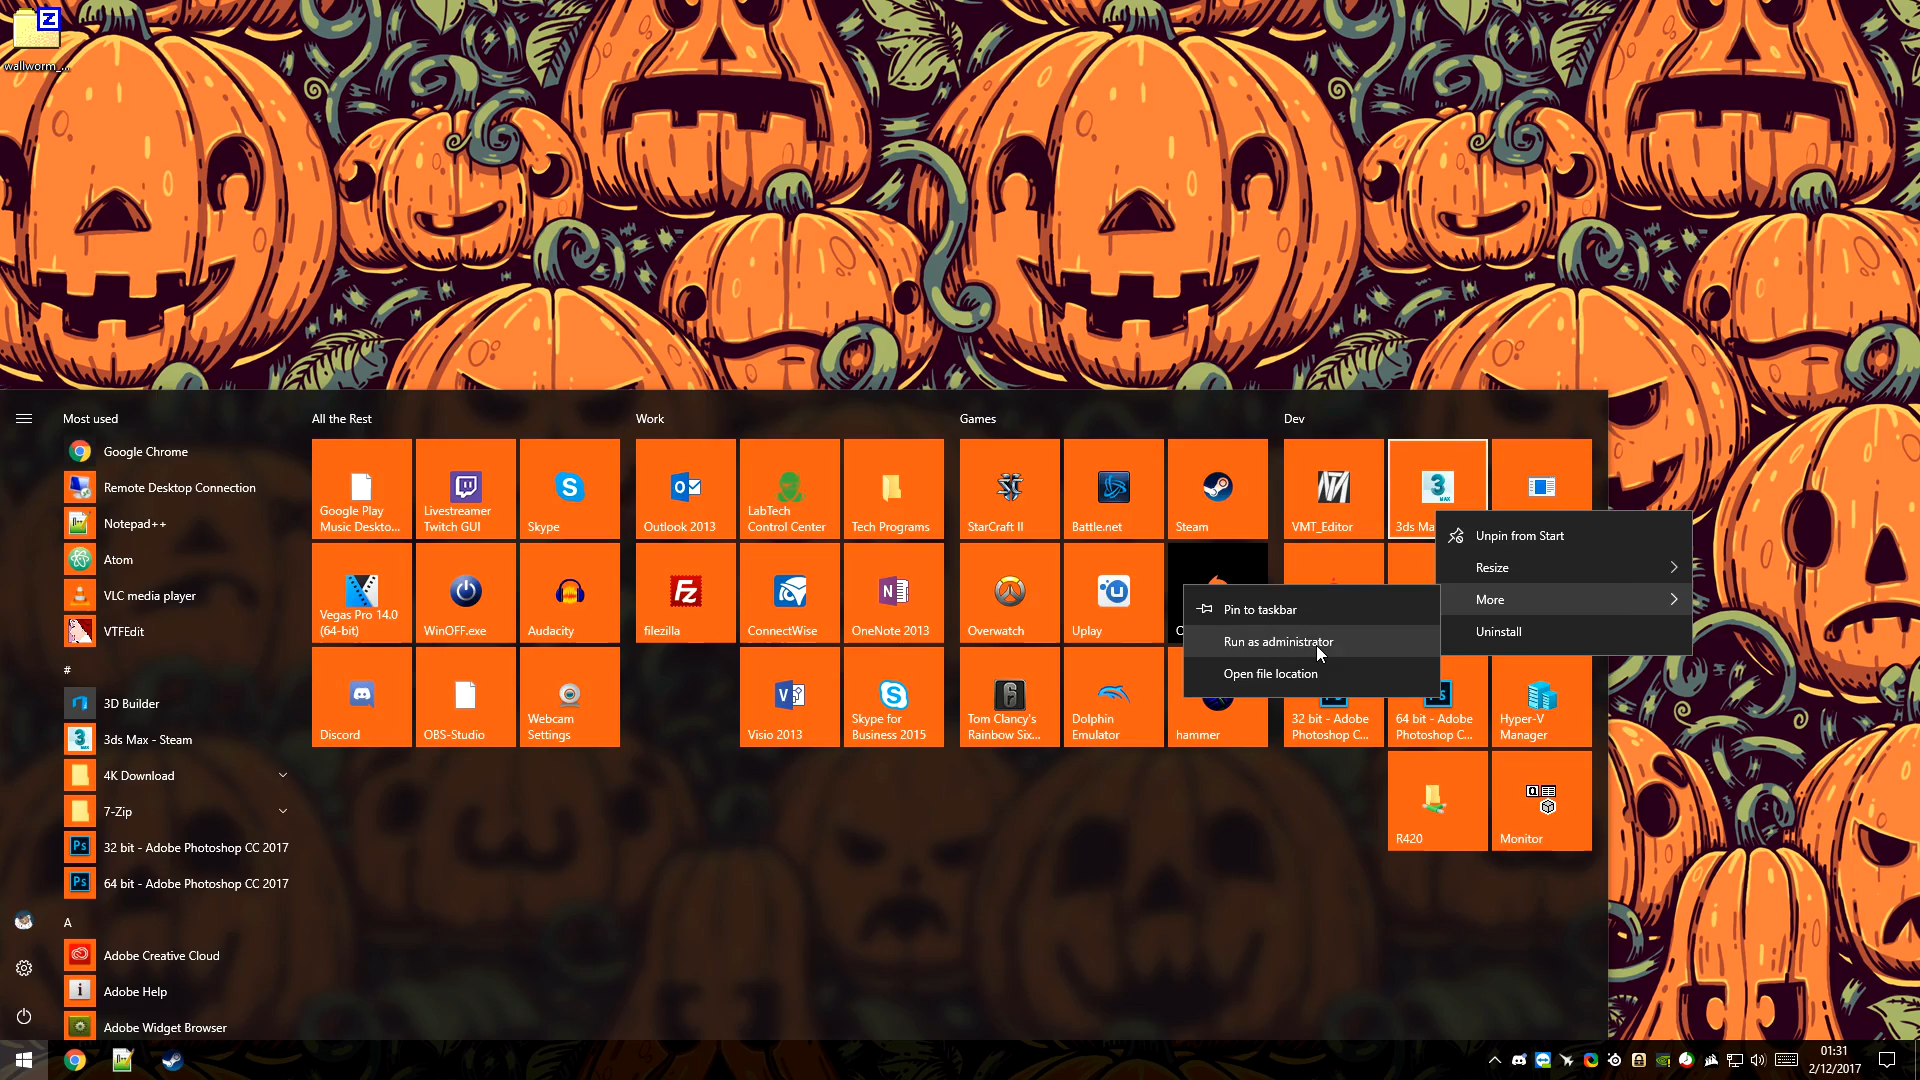 wallworm_...
Most used
Google Chrome
Remote Desktop Connection
Notepad++
Atom
VLC media player
VTFEdit
#
3D Builder
3ds Max - Steam
4K Download
7-Zip
32 bit - Adobe Photoshop CC 2017
64 bit - Adobe Photoshop CC 2017
A
Adobe Creative Cloud
Adobe Help
Adobe Widget Browser
All the Rest
Google Play
Music Deskto...
Livestreamer
Twitch GUI
Skype
Vegas Pro 14.0
(64-bit)
WinOFF.exe
Audacity
Discord
OBS-Studio
Webcam
Settings
Work
Outlook 2013
LabTech
Control Center
Tech Programs
filezilla
ConnectWise
OneNote 2013
Visio 2013
Skype for
Business 2015
Games
StarCraft II
Battle.net
Steam
Overwatch
Uplay
Tom Clancy's
Rainbow Six...
Dolphin
Emulator
hammer
Dev
VMT_Editor
3ds Ma
32 bit - Adobe
Photoshop C...
64 bit - Adobe
Photoshop C...
Hyper-V
Manager
R420
Monitor
Unpin from Start
Resize
More
Uninstall
Pin to taskbar
Run as administrator
Open file location
01:31
2/12/2017